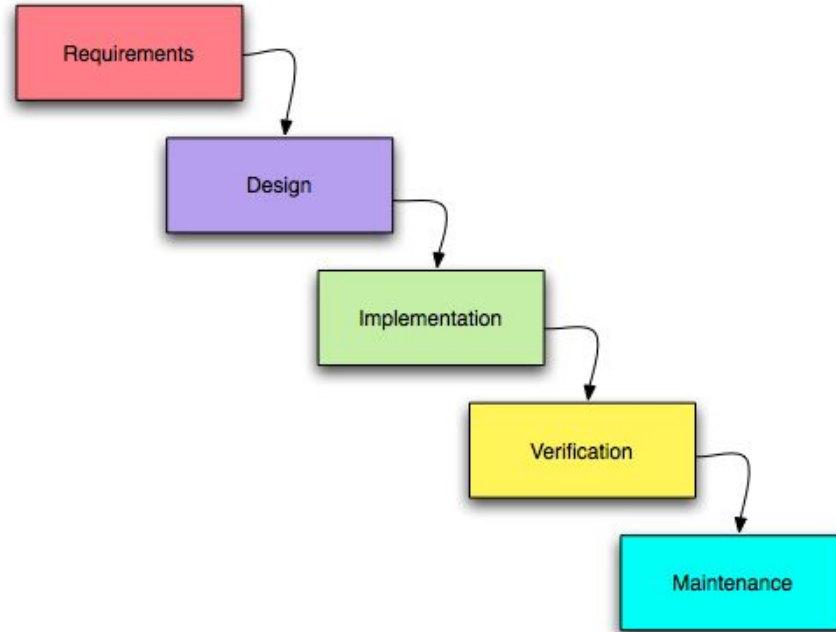 Requirements
Design
Implementation
Verification
Maintenance